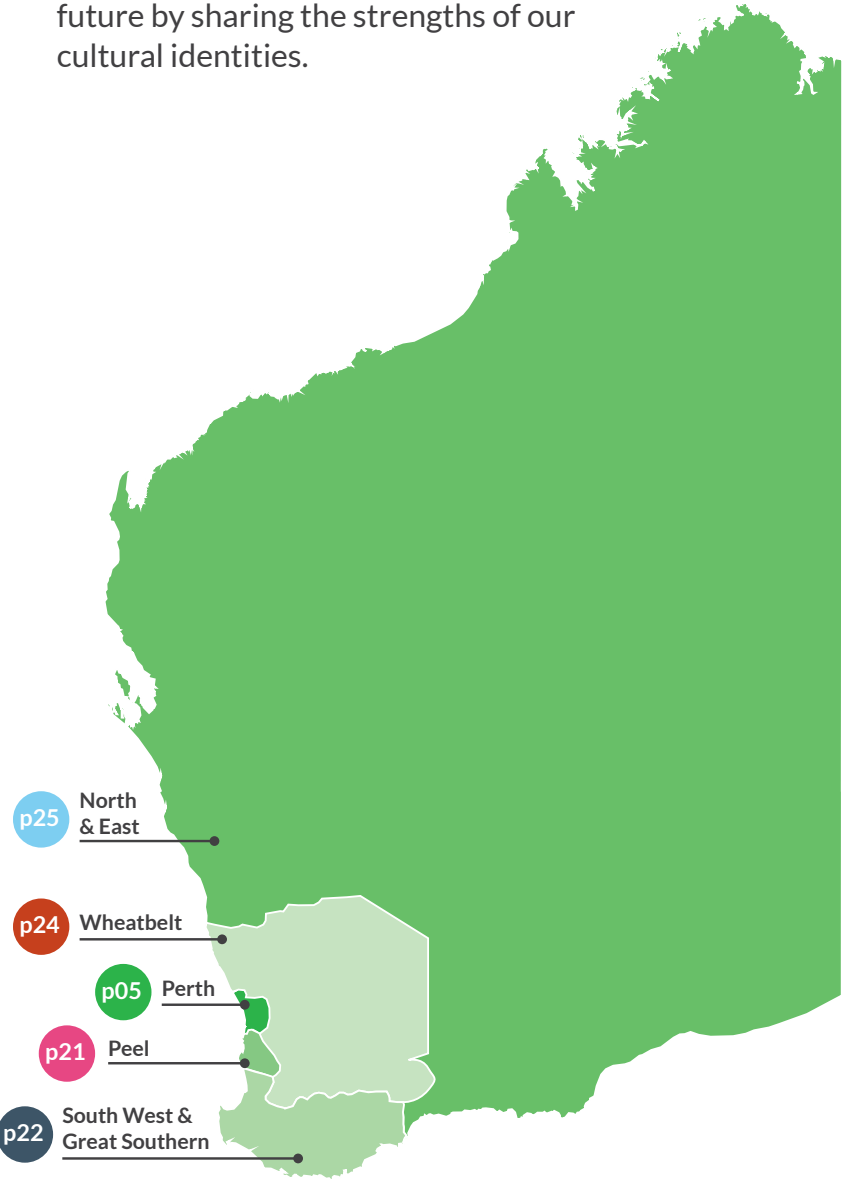 future by sharing the strengths of our
cultural identities.
p25
North
& East
p24
Wheatbelt
p05
Perth
p21
Peel
p22
South West &
Great Southern